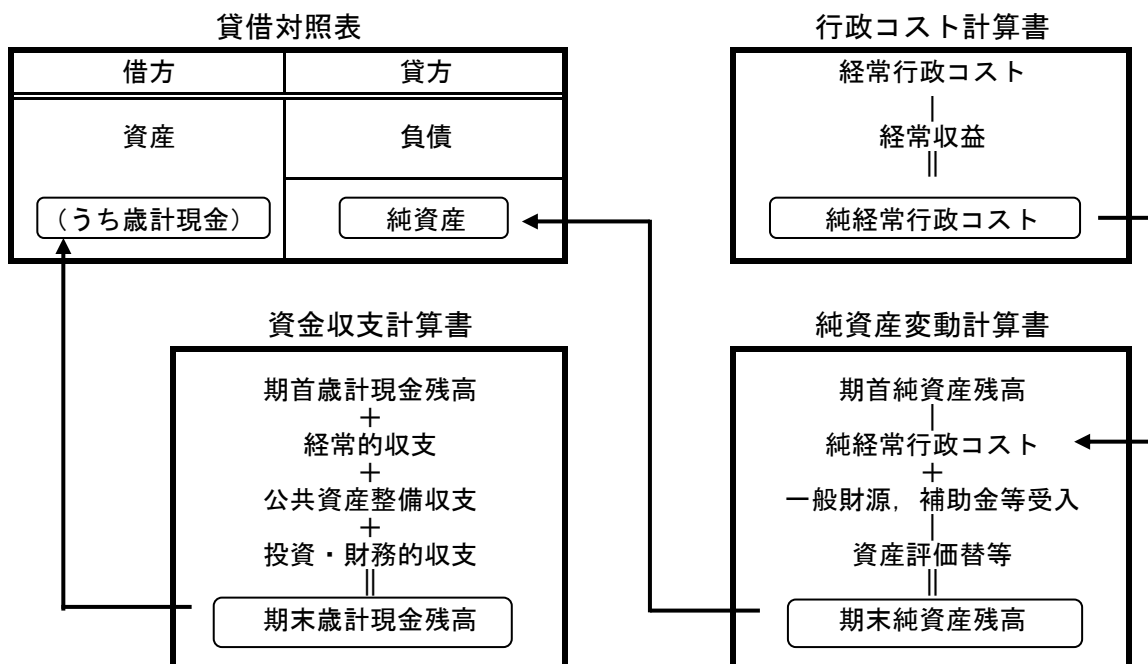 貸借対照表
借方 貸方
資産 負債
（うち歳計現金） 純資産
行政コスト計算書
経常行政コスト
｜
経常収益
||
純経常行政コスト
資金収支計算書
期首歳計現金残高
＋
経常的収支
＋
公共資産整備収支
＋
投資・財務的収支
||
期末歳計現金残高
純資産変動計算書
期首純資産残高
｜
純経常行政コスト
＋
一般財源，補助金等受入
｜
資産評価替等
||
期末純資産残高